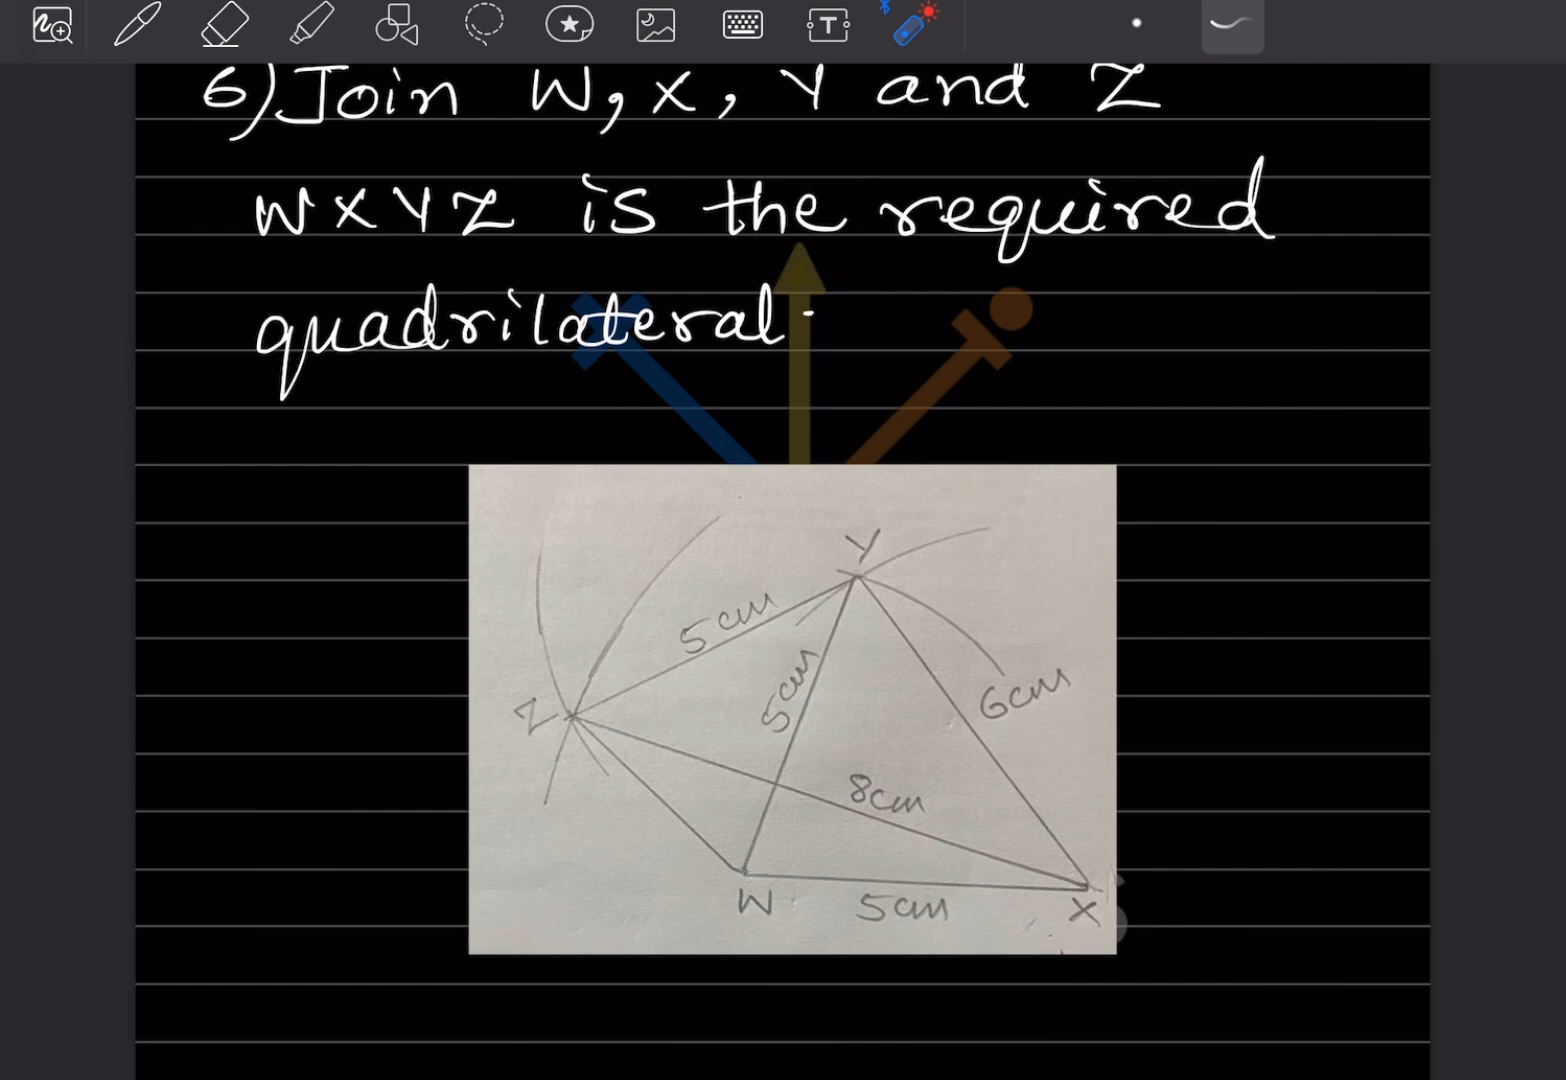 6) Join W, X, Y and Z
WXYZ is the required
quadrilateral.
Y
5cm
5cm
6cm
Z
8cm
W
5cm
X